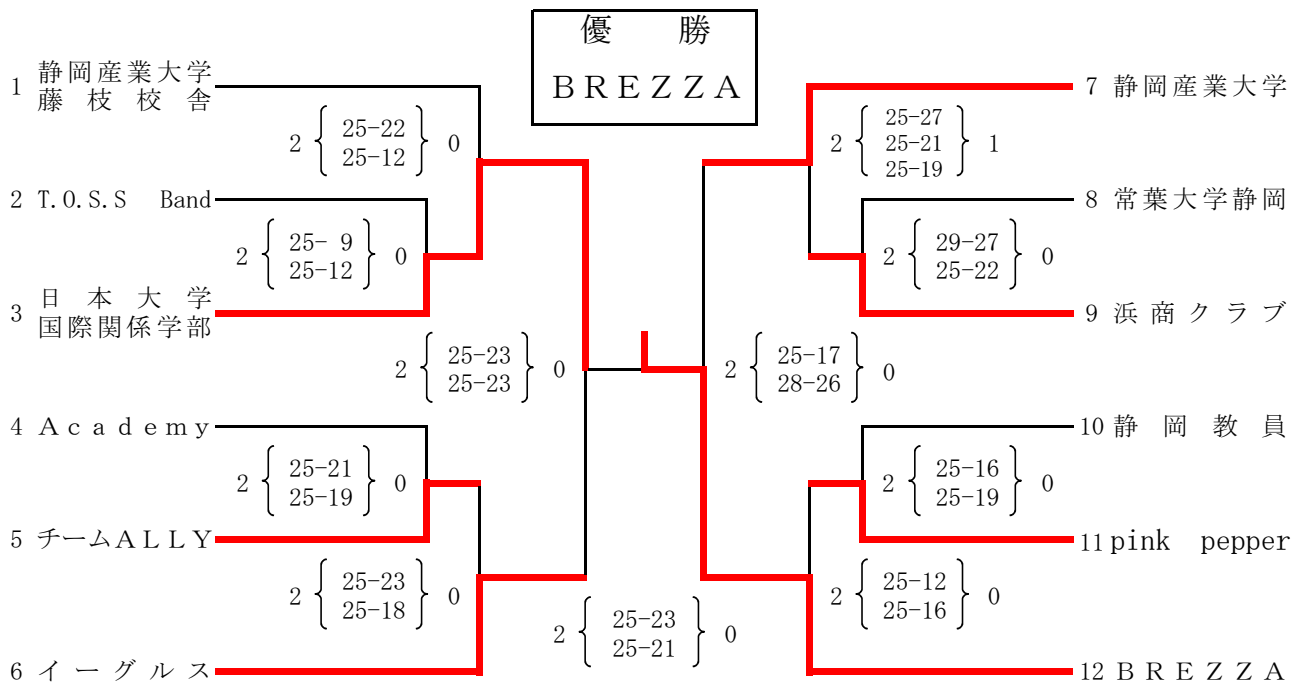 優　勝
ＢＲＥＺＺＡ
1 静岡産業大学
藤枝校舎
2 { 25-22 } 0
25-12
2 T.O.S.S Band
2 { 25- 9 } 0
25-12
3 日本大学
国際関係学部
2 { 25-23 } 0
25-23
4 Ａｃａｄｅｍｙ
2 { 25-21 } 0
25-19
5 チームＡＬＬＹ
2 { 25-23 } 0
25-18
6 イーグルス
2 { 25-23 } 0
25-21
7 静岡産業大学
2 { 25-27
25-21 } 1
25-19
8 常葉大学静岡
2 { 29-27 } 0
25-22
9 浜商クラブ
2 { 25-17 } 0
28-26
10 静岡教員
2 { 25-16 } 0
25-19
11 pink pepper
2 { 25-12 } 0
25-16
12 ＢＲＥＺＺＡ